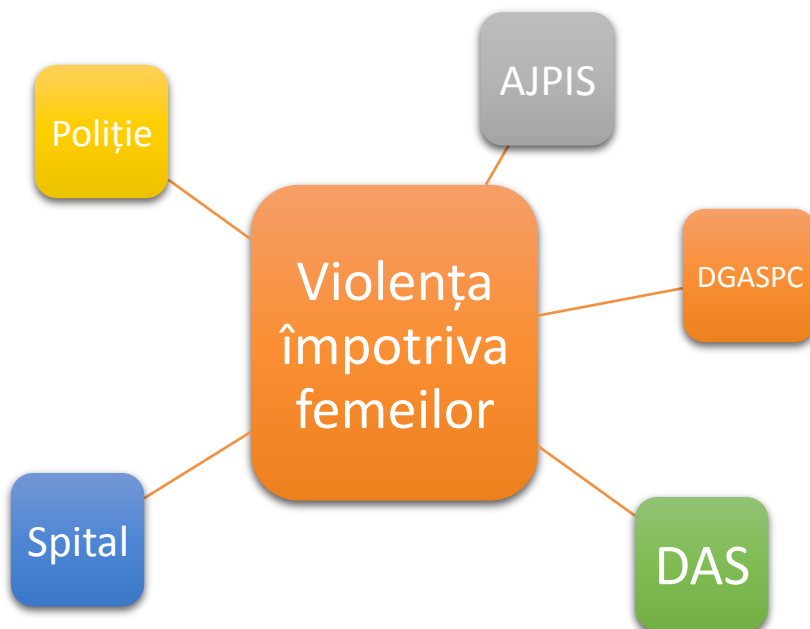 AJPIS
Poliție
DGASPC
Violența
împotriva
femeilor
Spital
DAS